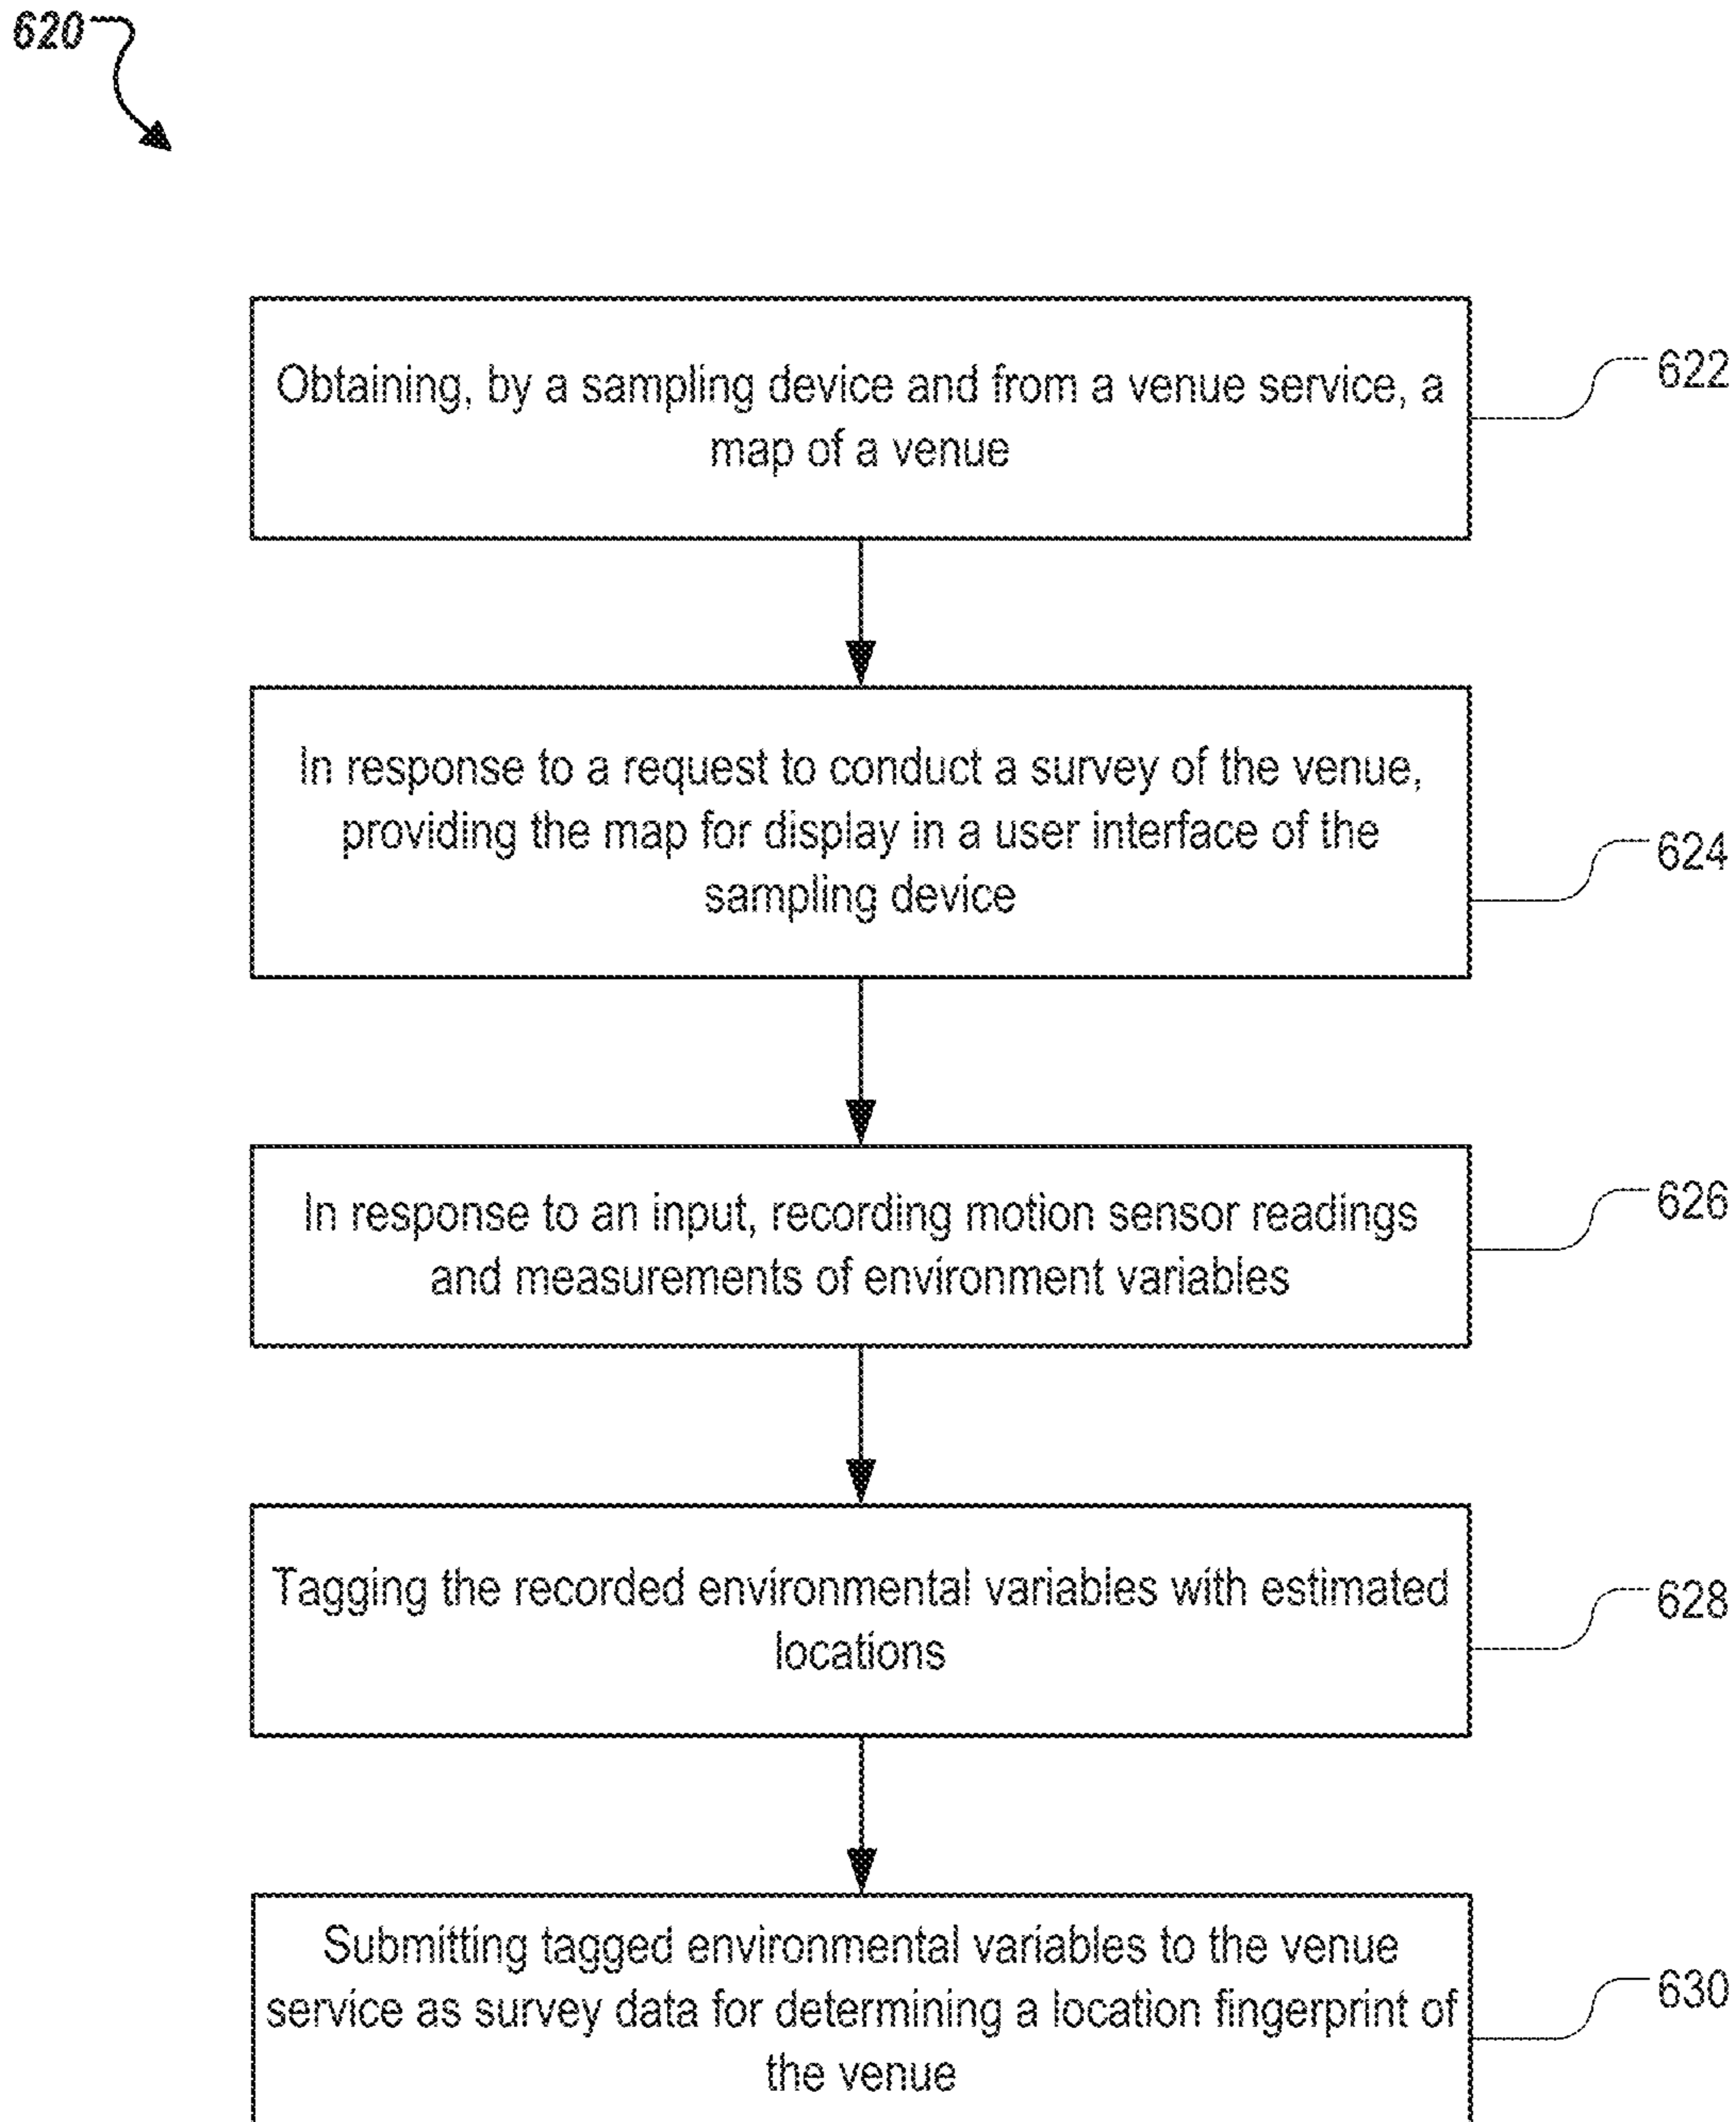 620
Obtaining, by a sampling device and from a venue service, a
map of a venue
622
In response to a request to conduct a survey of the venue,
providing the map for display in a user interface of the
sampling device
624
In response to an input, recording motion sensor readings
and measurements of environment variables
626
Tagging the recorded environmental variables with estimated
locations
628
Submitting tagged environmental variables to the venue
service as survey data for determining a location fingerprint of
the venue
630